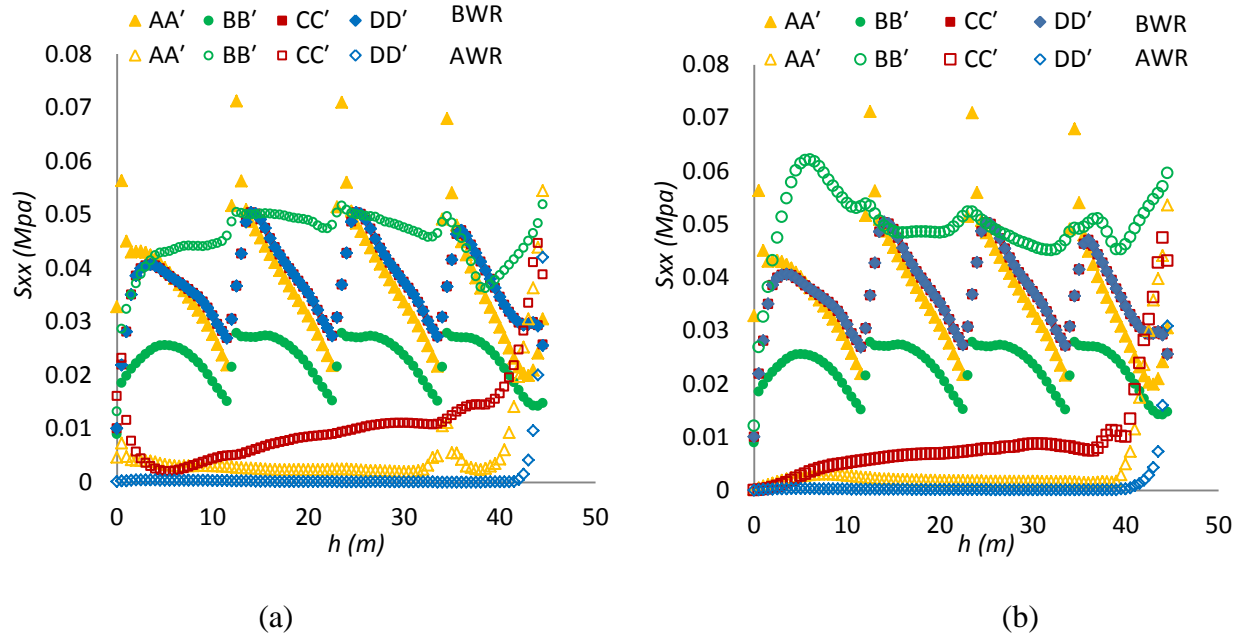 AA′ BB′ CC′ DD′ BWR
AA′ BB′ CC′ DD′ AWR
0.08
0.07
0.06
0.05
0.04
0.03
0.02
0.01
0
Sxx (Mpa)
0 10 20 30 40 50
h (m)
(a)
AA′ BB′ CC′ DD′ BWR
AA′ BB′ CC′ DD′ AWR
0.08
0.07
0.06
0.05
0.04
0.03
0.02
0.01
0
Sxx (Mpa)
0 10 20 30 40 50
h (m)
(b)